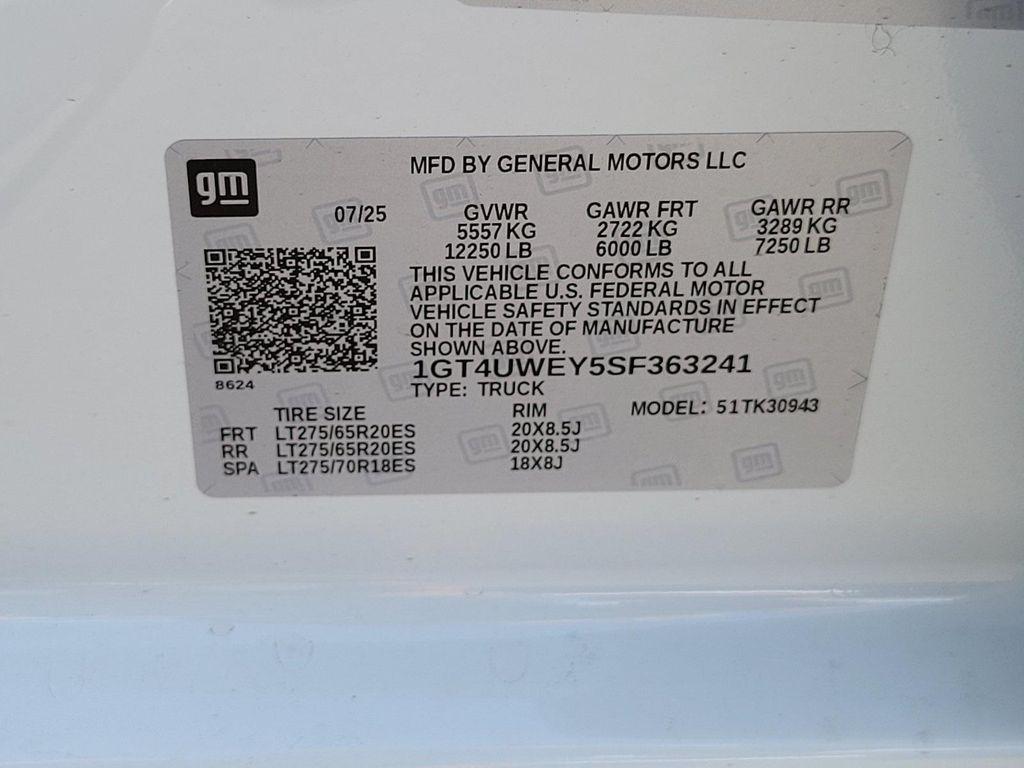 gm
MFD BY GENERAL MOTORS LLC
07/25
GVWR GAWR FRT GAWR RR
5557 KG 2722 KG 3289 KG
12250 LB 6000 LB 7250 LB
THIS VEHICLE CONFORMS TO ALL
APPLICABLE U.S. FEDERAL MOTOR
VEHICLE SAFETY STANDARDS IN EFFECT
ON THE DATE OF MANUFACTURE
SHOWN ABOVE.
1GT4UWEY5SF363241
8624
TYPE: TRUCK
TIRE SIZE RIM MODEL: 51TK30943
FRT LT275/65R20ES 20X8.5J
RR LT275/65R20ES 20X8.5J
SPA LT275/70R18ES 18X8J